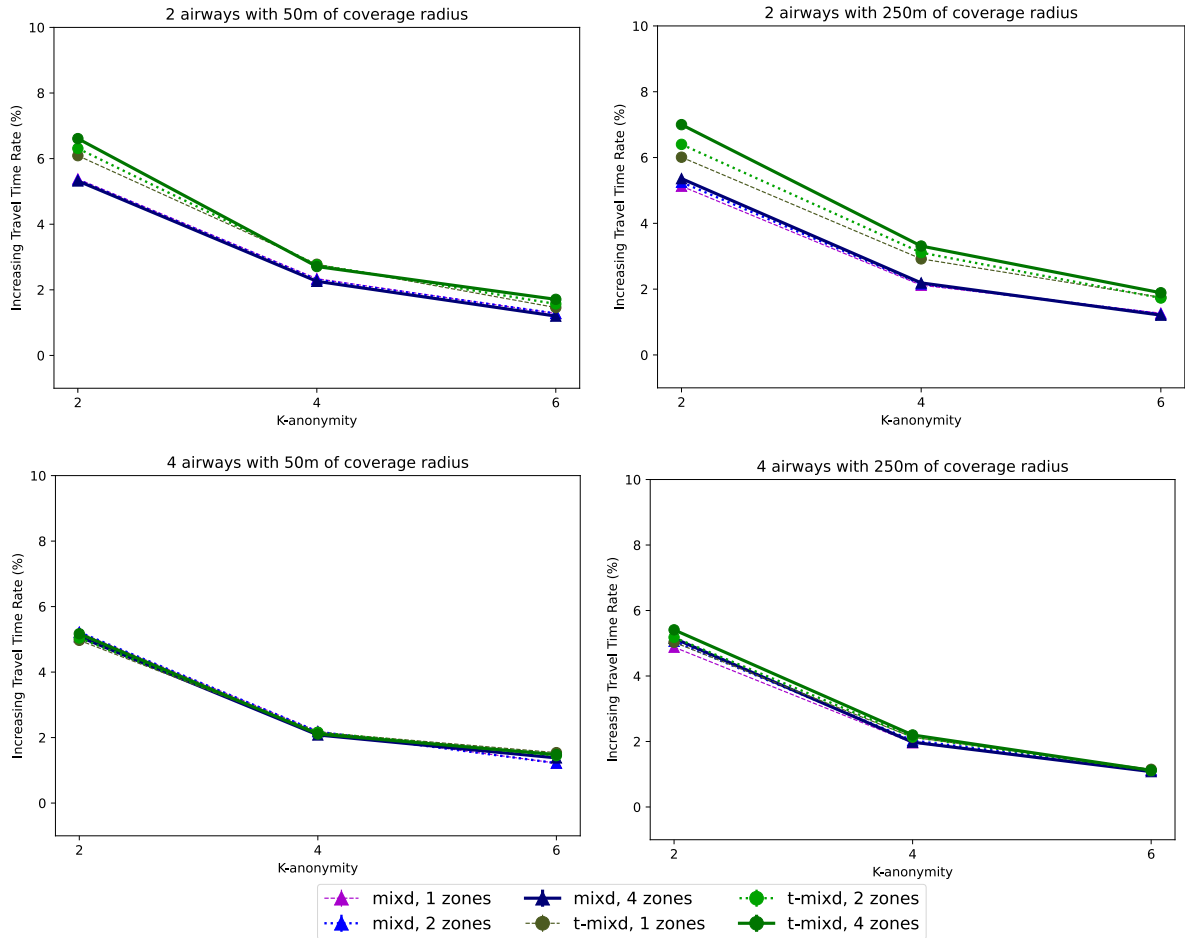 2 airways with 50m of coverage radius
10
8
6
4
2
0
Increasing Travel Time Rate (%)
2 4 6
K-anonymity
2 airways with 250m of coverage radius
10
8
6
4
2
0
Increasing Travel Time Rate (%)
2 4 6
K-anonymity
4 airways with 50m of coverage radius
10
8
6
4
2
0
Increasing Travel Time Rate (%)
2 4 6
K-anonymity
4 airways with 250m of coverage radius
10
8
6
4
2
0
Increasing Travel Time Rate (%)
2 4 6
K-anonymity
mixd, 1 zones mixd, 4 zones t-mixd, 2 zones
mixd, 2 zones t-mixd, 1 zones t-mixd, 4 zones